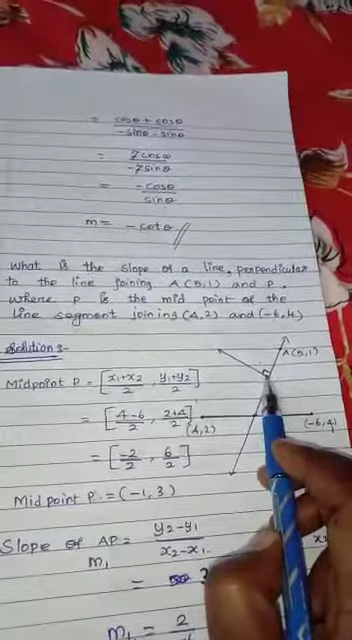 = cosθ + cosθ / -sinθ - sinθ
= 2cosθ / -2sinθ
= -cosθ / sinθ
m = -cotθ //
What is the slope of a line, perpendicular
to the line joining A(5,1) and P.
where P is the mid point of the
line segment joining (4,2) and (-6,4)
Solution :-
A(5,1)
Midpoint P = [x₁+x₂ / 2 , y₁+y₂ / 2]
= [4-6 / 2 , 2+4 / 2]
(4,2)
(-6,4)
= [-2 / 2 , 6 / 2]
Midpoint P = (-1, 3)
Slope of AP = y₂-y₁ / x₂-x₁
m₁
=
m₁ = 2